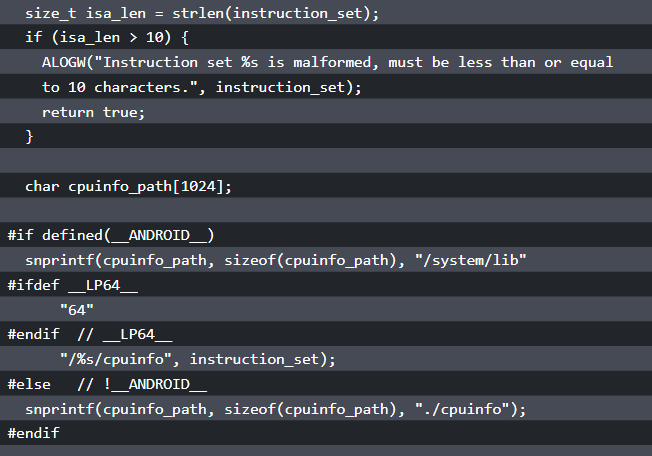 size_t isa_len = strlen(instruction_set);
if (isa_len > 10) {
ALOGW("Instruction set %s is malformed, must be less than or equal
to 10 characters.", instruction_set);
return true;
}
char cpuinfo_path[1024];
#if defined(__ANDROID__)
snprintf(cpuinfo_path, sizeof(cpuinfo_path), "/system/lib"
#ifdef __LP64__
"64"
#endif  // __LP64__
"/%s/cpuinfo", instruction_set);
#else   // !__ANDROID__
snprintf(cpuinfo_path, sizeof(cpuinfo_path), "./cpuinfo");
#endif